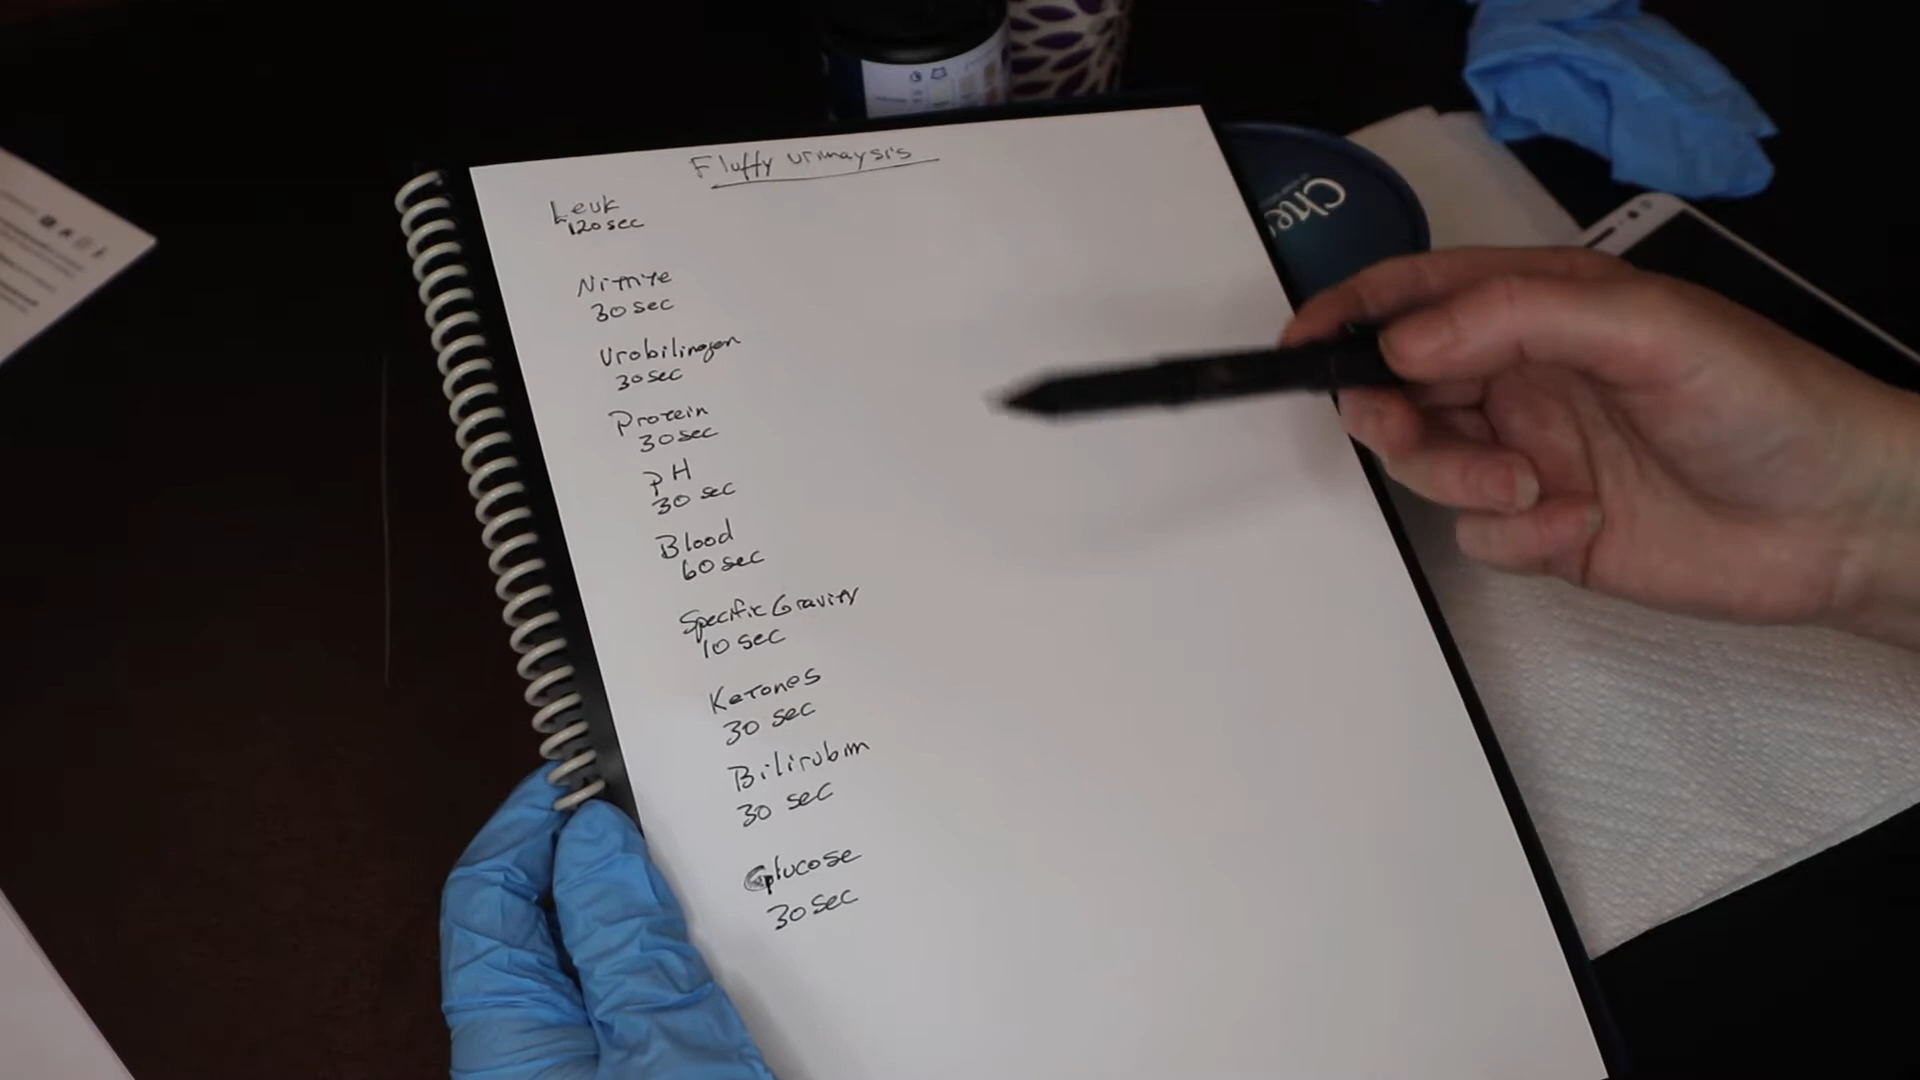 Fluffy urinaysis
Leuk
120 sec
Nitrite
30 sec
Urobilinogen
30 sec
Protein
30 sec
PH
30 sec
Blood
60 sec
Specific Gravity
10 sec
Ketones
30 sec
Bilirubin
30 sec
Glucose
30 sec
Che